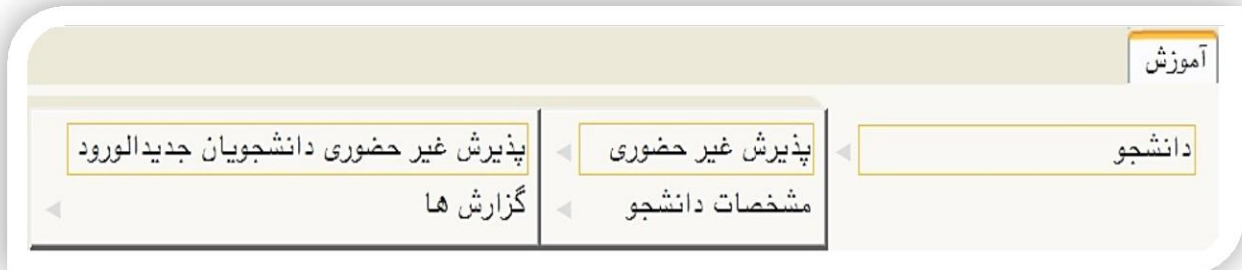 آموزش
دانشجو
پذیرش غیر حضوری
مشخصات دانشجو
پذیرش غیر حضوری دانشجویان جدیدالورود
گزارش ها